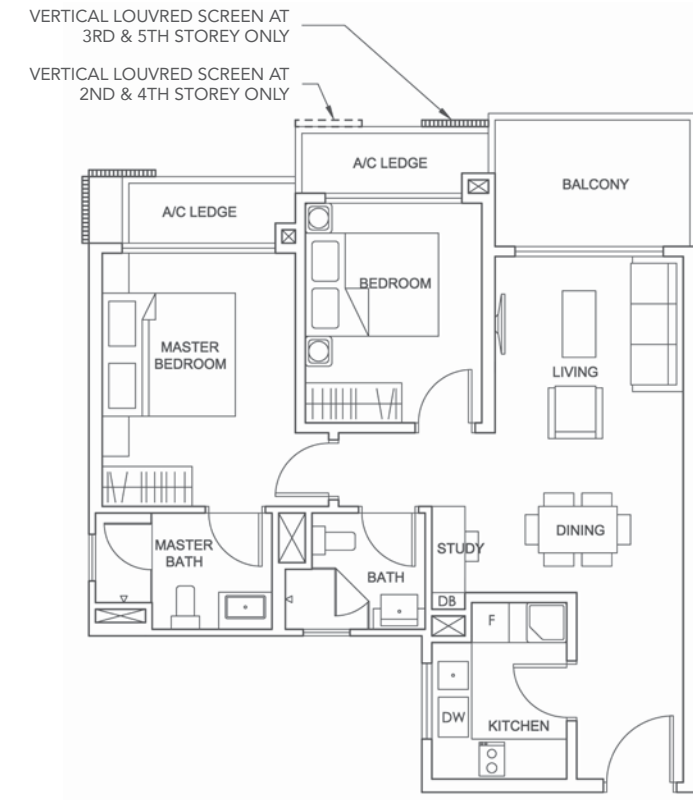 VERTICAL LOUVRED SCREEN AT
3RD & 5TH STOREY ONLY
VERTICAL LOUVRED SCREEN AT
2ND & 4TH STOREY ONLY
A/C LEDGE
BALCONY
A/C LEDGE
BEDROOM
MASTER
BEDROOM
LIVING
DINING
STUDY
MASTER
BATH
BATH
DB
F
DW
KITCHEN